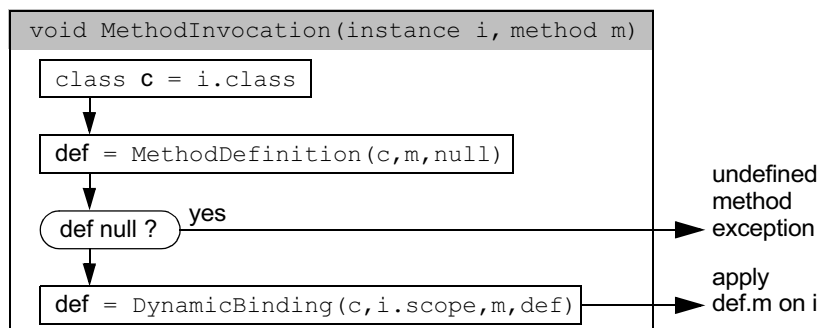 void MethodInvocation(instance i, method m)
class c = i.class
def = MethodDefinition(c,m,null)
def null ?
yes
undefined
method
exception
def = DynamicBinding(c,i.scope,m,def)
apply
def.m on i